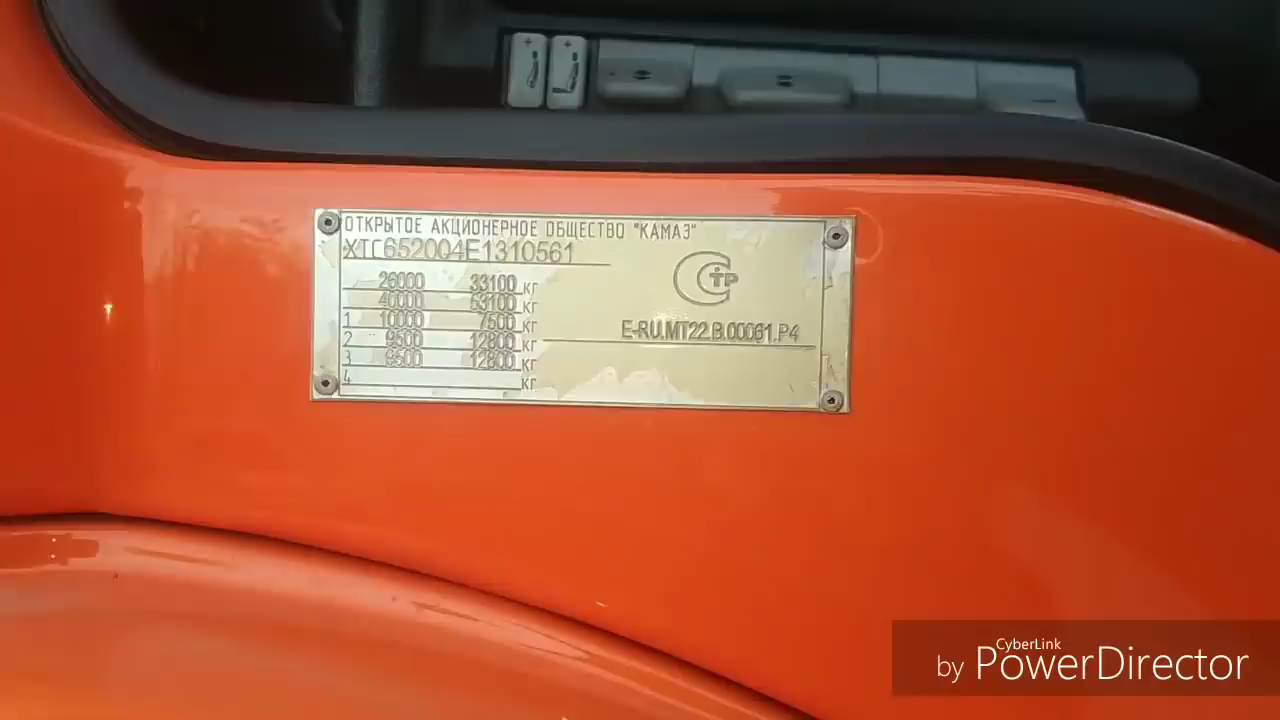 ОТКРЫТОЕ АКЦИОНЕРНОЕ ОБЩЕСТВО "КАМАЗ"
XTC652004E1310561
26000 33100 КГ
40000 63100 КГ
1 10000 7500 КГ
2 9500 12800 КГ
3 9500 12800 КГ
4 КГ
СТР
E-RU.MT22.B.00061.P4
CyberLink
by PowerDirector